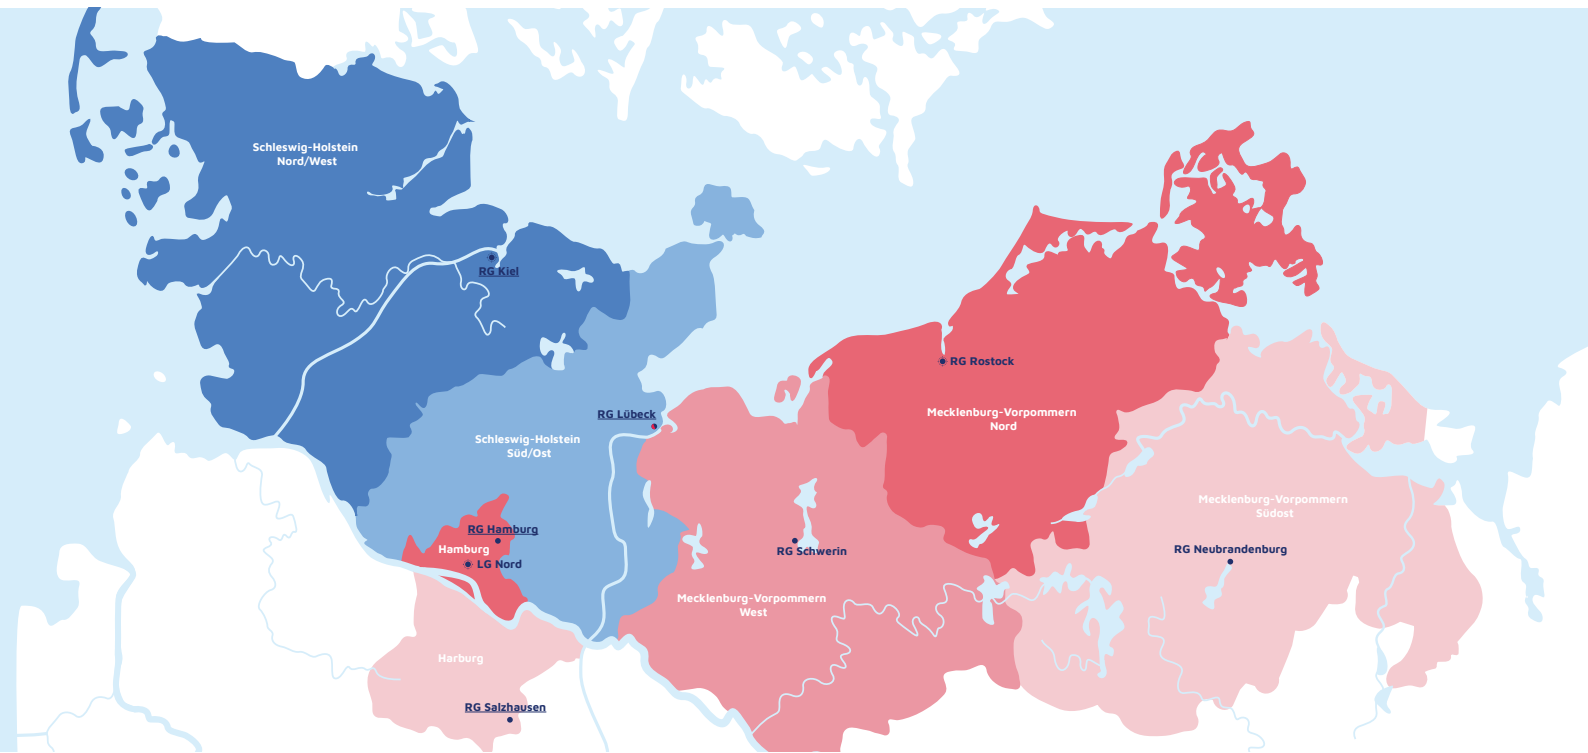 Schleswig-Holstein
Nord/West
RG Kiel
RG Rostock
RG Lübeck
Mecklenburg-Vorpommern
Nord
Schleswig-Holstein
Süd/Ost
Mecklenburg-Vorpommern
Südost
RG Hamburg
Hamburg
LG Nord
RG Schwerin
RG Neubrandenburg
Mecklenburg-Vorpommern
West
Harburg
RG Salzhausen